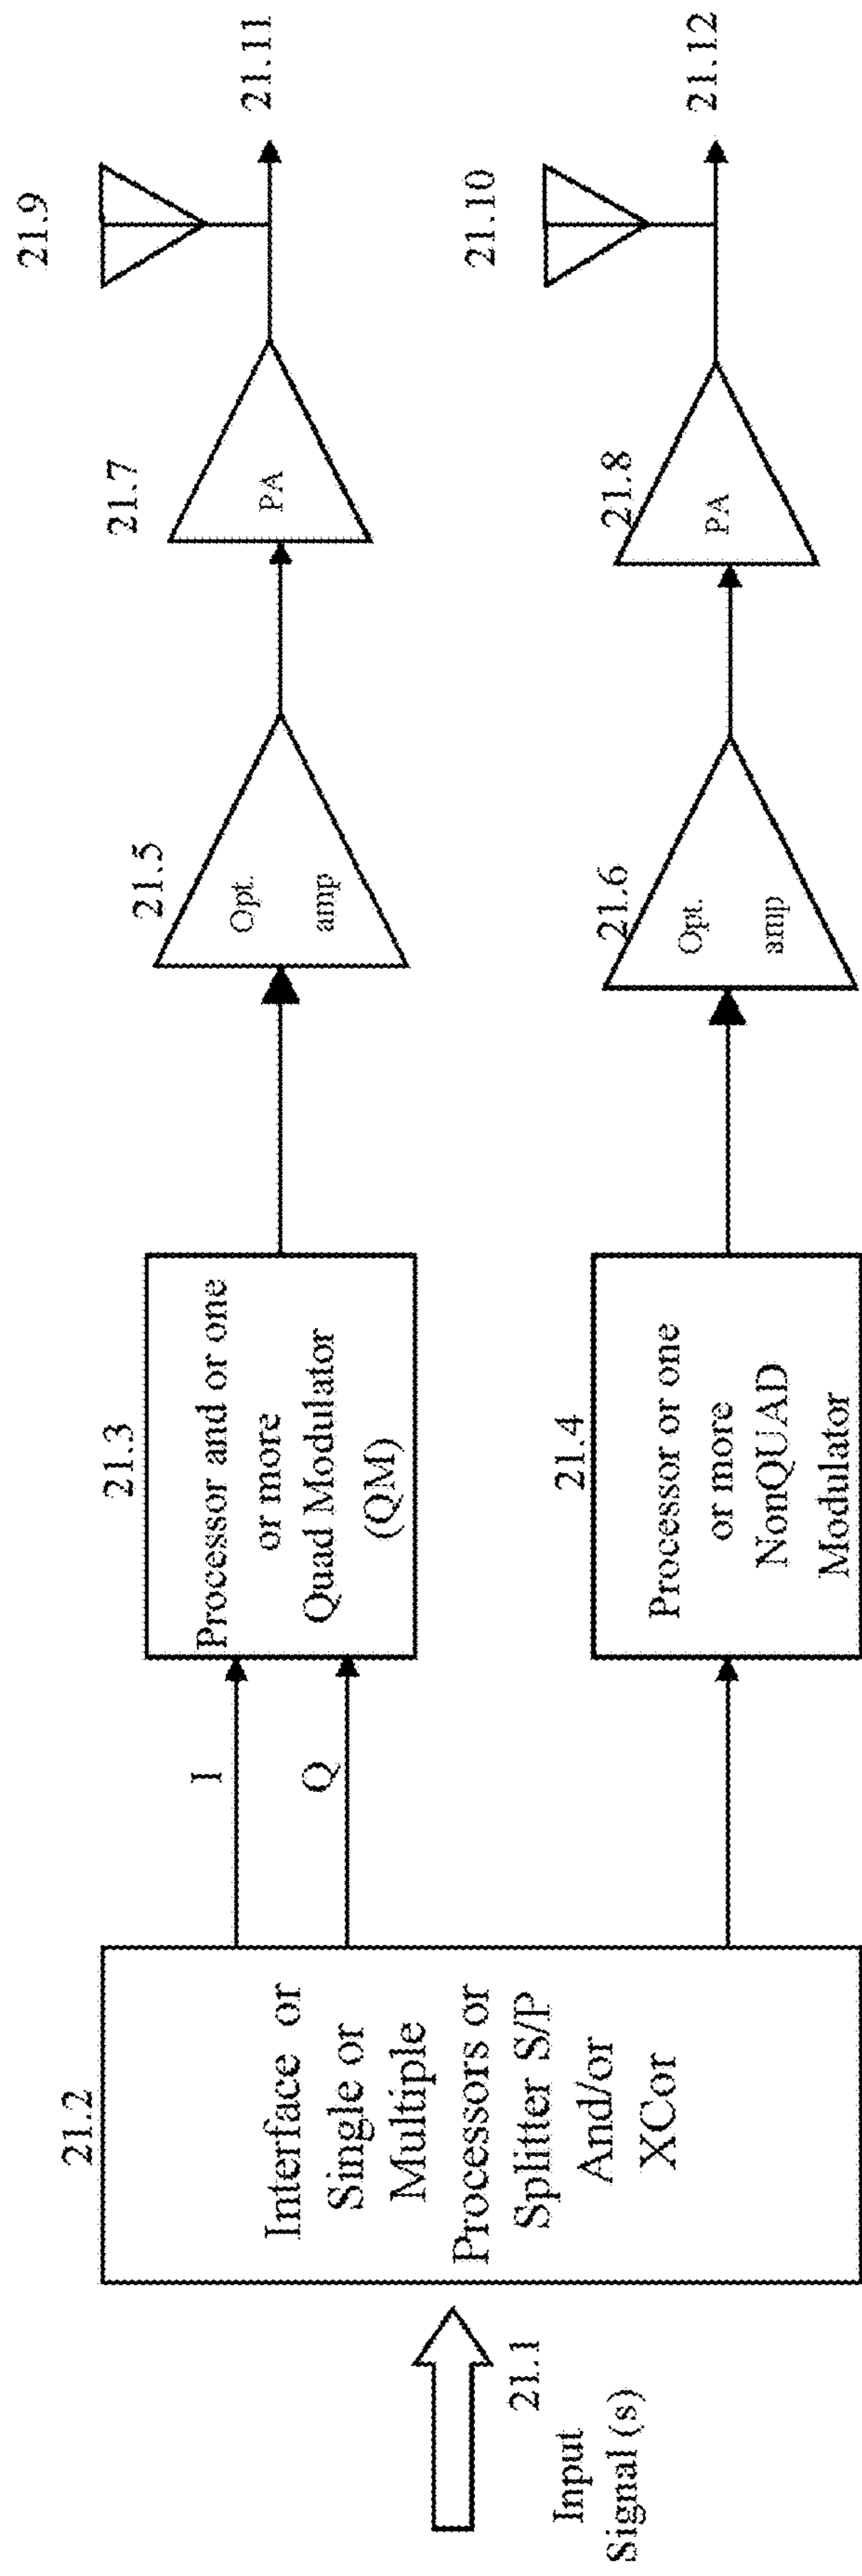 21.1
Input
Signal (s)
21.2
Interface or
Single or
Multiple
Processors or
Splitter S/P
And/or
XCor
I
Q
21.3
Processor and or one
or more
Quad Modulator
(QM)
21.5
Opt.
amp
21.7
PA
21.9
21.11
21.4
Processor or one
or more
NonQUAD
Modulator
21.6
Opt.
amp
21.8
PA
21.10
21.12